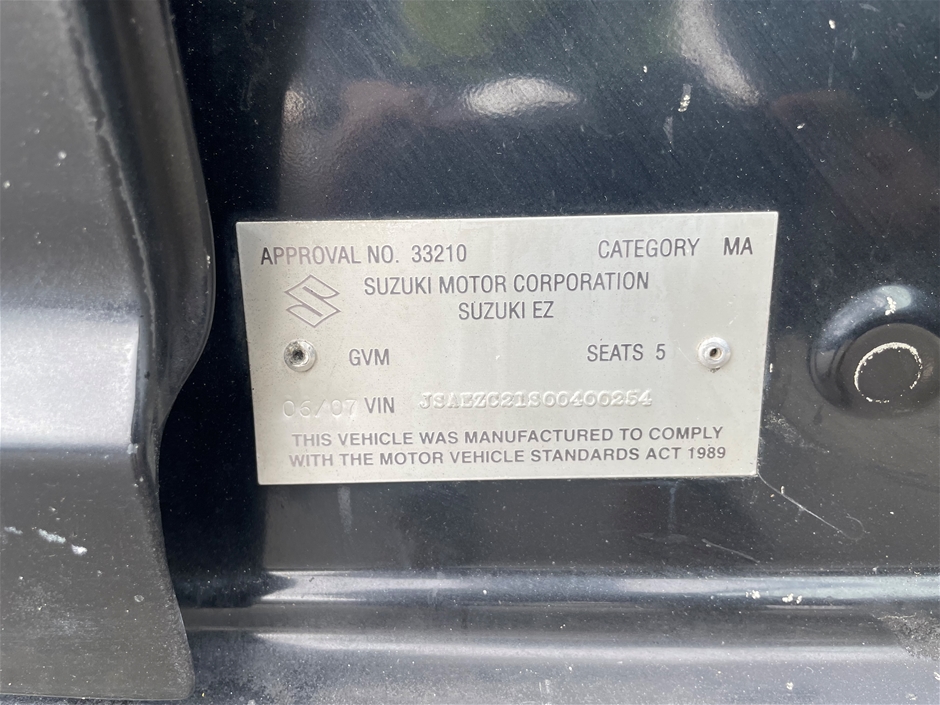 APPROVAL NO. 33210 CATEGORY MA
SUZUKI MOTOR CORPORATION
SUZUKI EZ
GVM SEATS 5
06/07 VIN JSAEZC21S00400254
THIS VEHICLE WAS MANUFACTURED TO COMPLY
WITH THE MOTOR VEHICLE STANDARDS ACT 1989